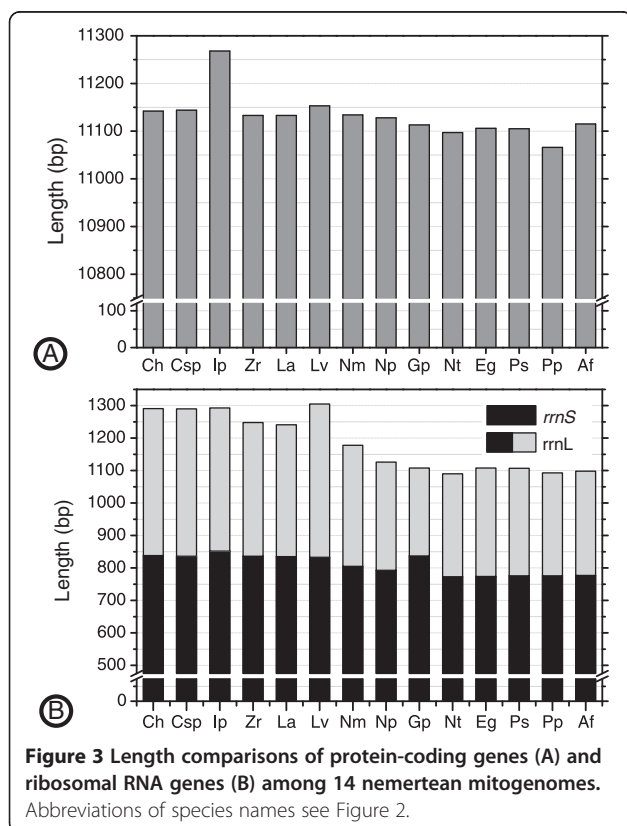 11300
11200
11100
11000
10900
10800
100
0
Length (bp)
A
Ch Csp Ip Zr La Lv Nm Np Gp Nt Eg Ps Pp Af
1300
1200
1100
1000
900
800
700
600
500
0
Length (bp)
rrnS
rrnL
B
Ch Csp Ip Zr La Lv Nm Np Gp Nt Eg Ps Pp Af
Figure 3 Length comparisons of protein-coding genes (A) and
ribosomal RNA genes (B) among 14 nemertean mitogenomes.
Abbreviations of species names see Figure 2.